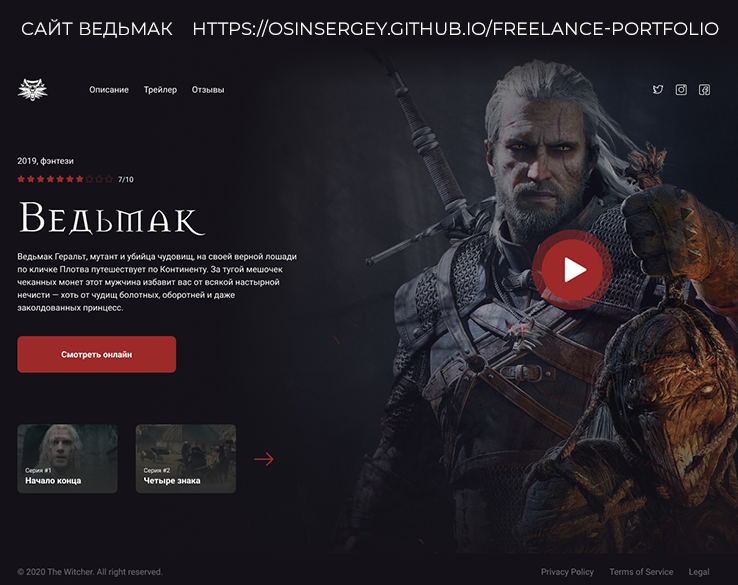 САЙТ ВЕДЬМАК HTTPS://OSINSERGEY.GITHUB.IO/FREELANCE-PORTFOLIO
Описание Трейлер Отзывы
2019, фэнтези
7/10
Ведьмак
Ведьмак Геральт, мутант и убийца чудовищ, на своей верной лошади
по кличке Плотва путешествует по Континенту. За тугой мешочек
чеканных монет этот мужчина избавит вас от всякой настырной
нечисти — хоть от чудищ болотных, оборотней и даже
заколдованных принцесс.
Смотреть онлайн
Серия #1
Начало конца
Серия #2
Четыре знака
© 2020 The Witcher. All right reserved.
Privacy Policy Terms of Service Legal